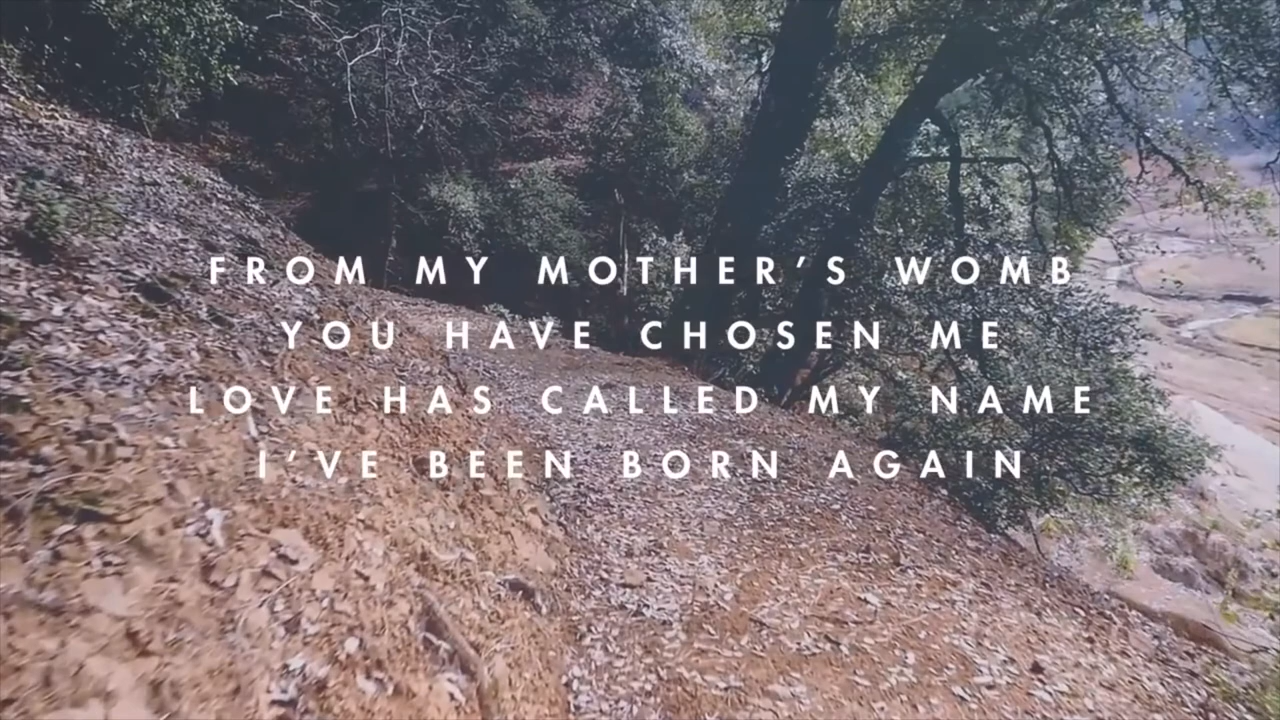 FROM MY MOTHER’S WOMB
YOU HAVE CHOSEN ME
LOVE HAS CALLED MY NAME
I’VE BEEN BORN AGAIN